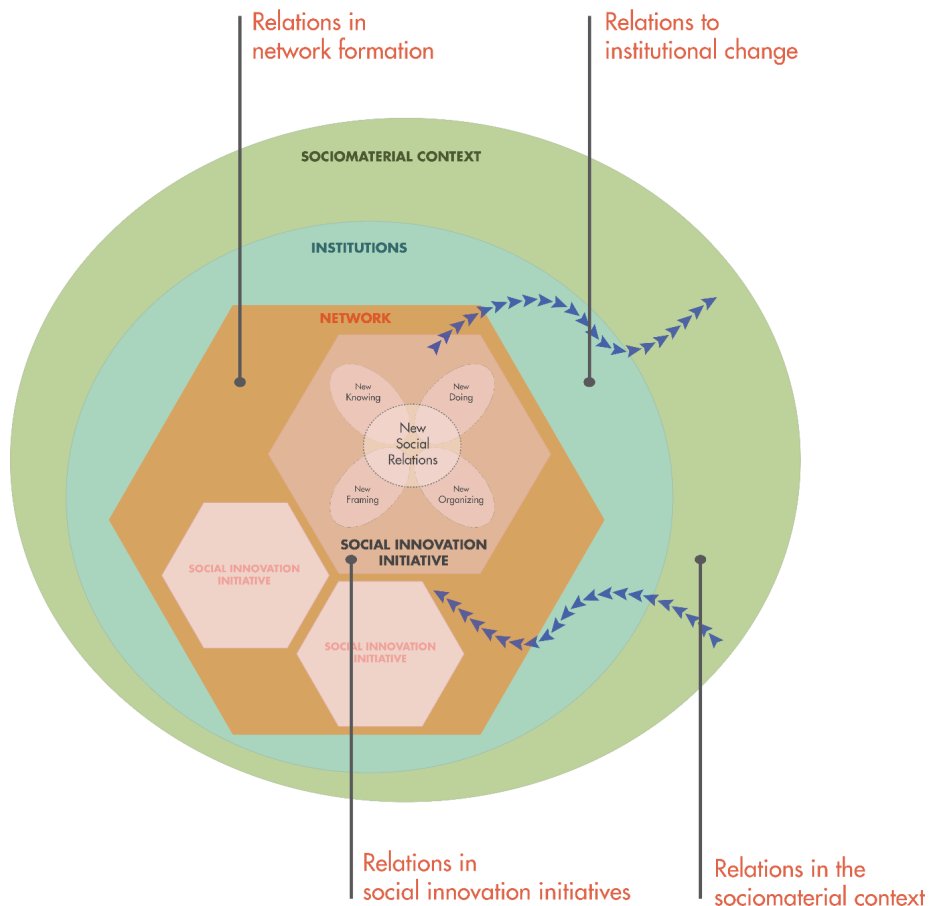 Relations in
network formation
Relations to
institutional change
SOCIOMATERIAL CONTEXT
INSTITUTIONS
NETWORK
New
Knowing
New
Doing
New
Social
Relations
New
Framing
New
Organizing
SOCIAL INNOVATION
INITIATIVE
SOCIAL INNOVATION
INITIATIVE
SOCIAL INNOVATION
INITIATIVE
Relations in
social innovation initiatives
Relations in the
sociomaterial context